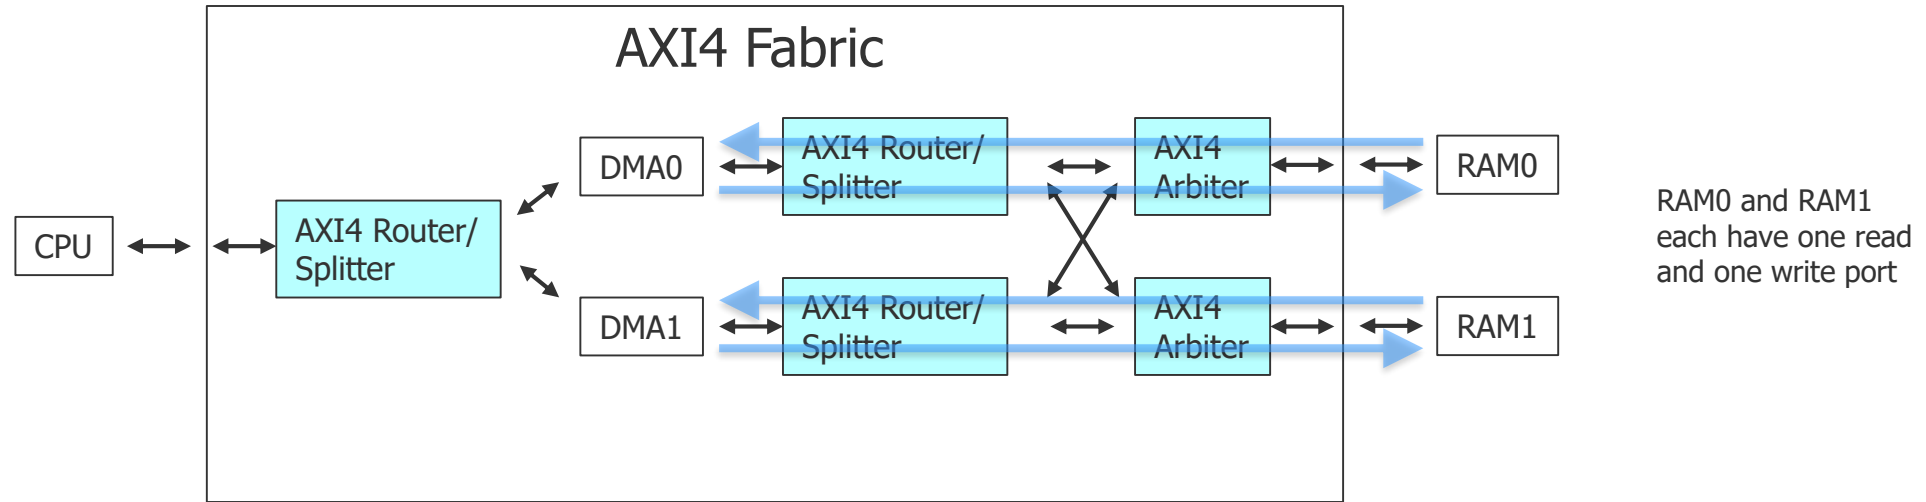 AXI4 Fabric
CPU
AXI4 Router/
Splitter
DMA0
AXI4 Router/
Splitter
AXI4
Arbiter
RAM0
DMA1
AXI4 Router/
Splitter
AXI4
Arbiter
RAM1
RAM0 and RAM1
each have one read
and one write port